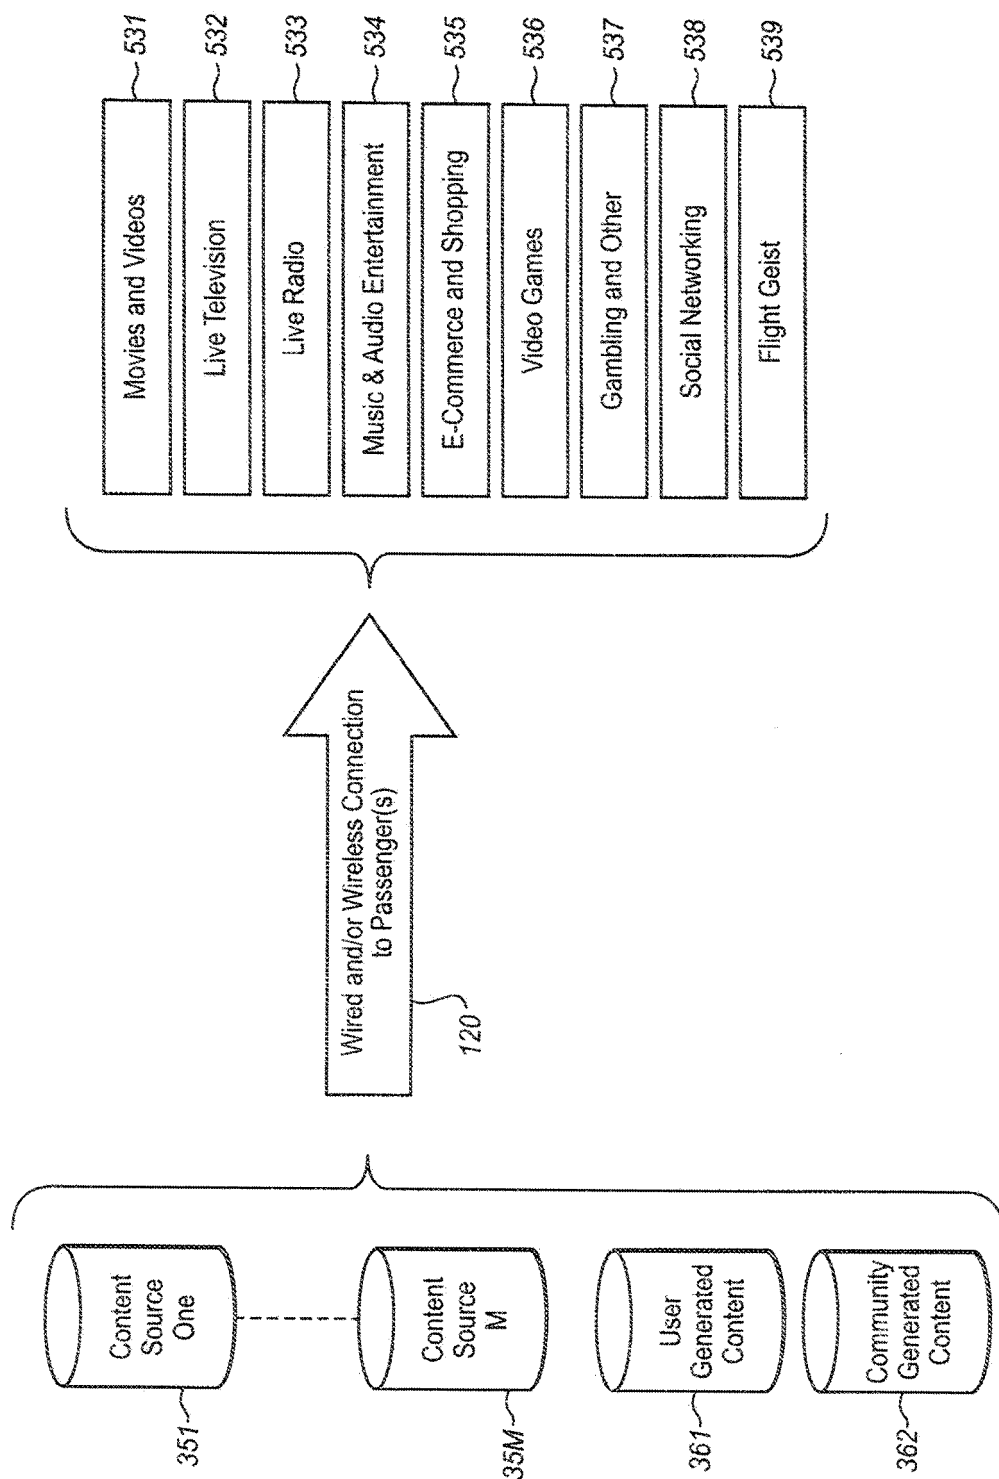 Content
Source
One
351
Content
Source
M
35M
User
Generated
Content
361
Community
Generated
Content
362
Wired and/or Wireless Connection
to Passenger(s)
120
Movies and Videos
531
Live Television
532
Live Radio
533
Music & Audio Entertainment
534
E-Commerce and Shopping
535
Video Games
536
Gambling and Other
537
Social Networking
538
Flight Geist
539